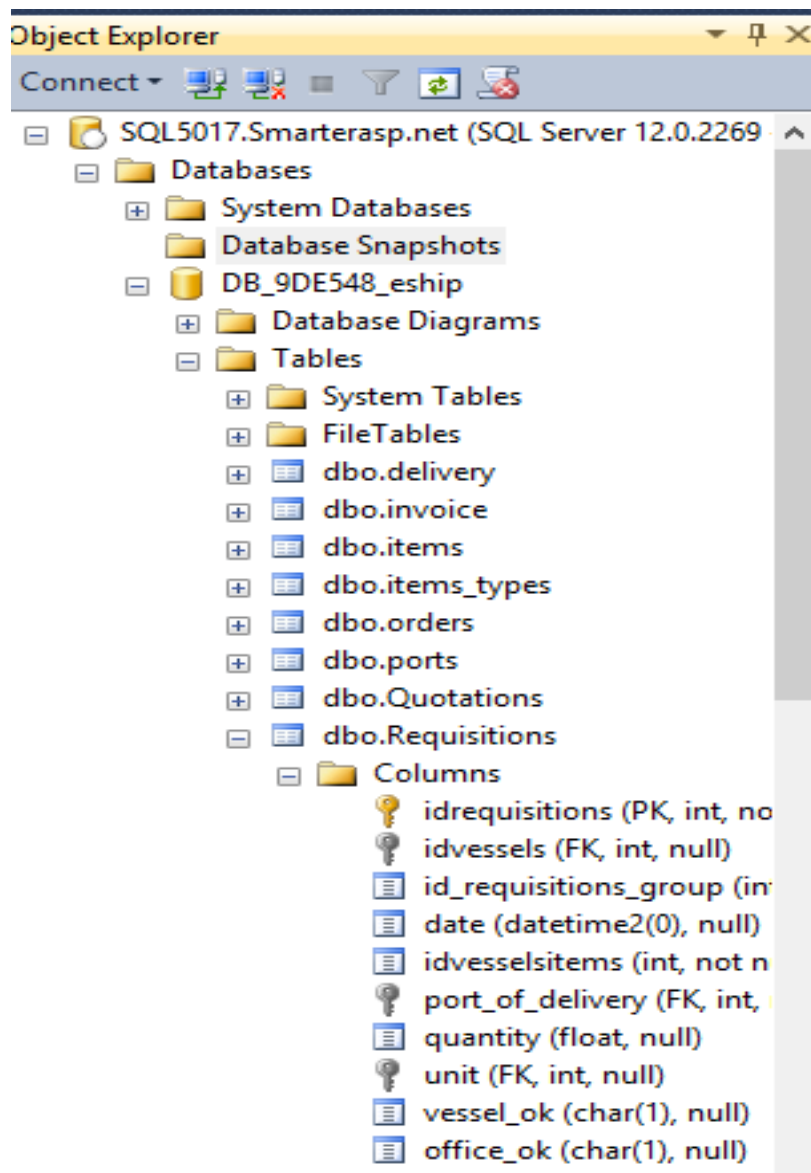 Object Explorer
Connect
SQL5017.Smarterasp.net (SQL Server 12.0.2269
Databases
System Databases
Database Snapshots
DB_9DE548_eship
Database Diagrams
Tables
System Tables
FileTables
dbo.delivery
dbo.invoice
dbo.items
dbo.items_types
dbo.orders
dbo.ports
dbo.Quotations
dbo.Requisitions
Columns
idrequisitions (PK, int, no
idvessels (FK, int, null)
id_requisitions_group (in
date (datetime2(0), null)
idvesselsitems (int, not n
port_of_delivery (FK, int,
quantity (float, null)
unit (FK, int, null)
vessel_ok (char(1), null)
office_ok (char(1), null)